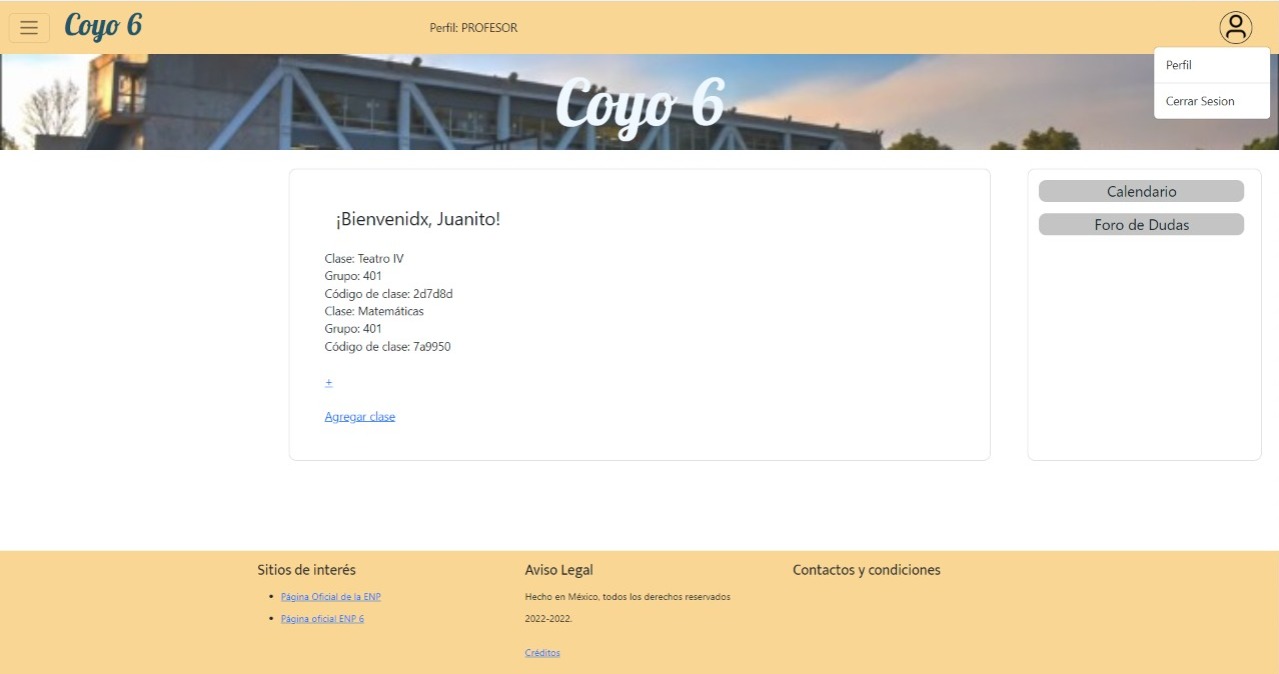 Coyo 6
Perfil: PROFESOR
Perfil
Cerrar Sesion
Coyo 6
¡Bienvenidx, Juanito!
Clase: Teatro IV
Grupo: 401
Código de clase: 2d7d8d
Clase: Matemáticas
Grupo: 401
Código de clase: 7a9950
+
Agregar clase
Calendario
Foro de Dudas
Sitios de interés
Página Oficial de la ENP
Página oficial ENP 6
Aviso Legal
Hecho en México, todos los derechos reservados
2022-2022.
Créditos
Contactos y condiciones